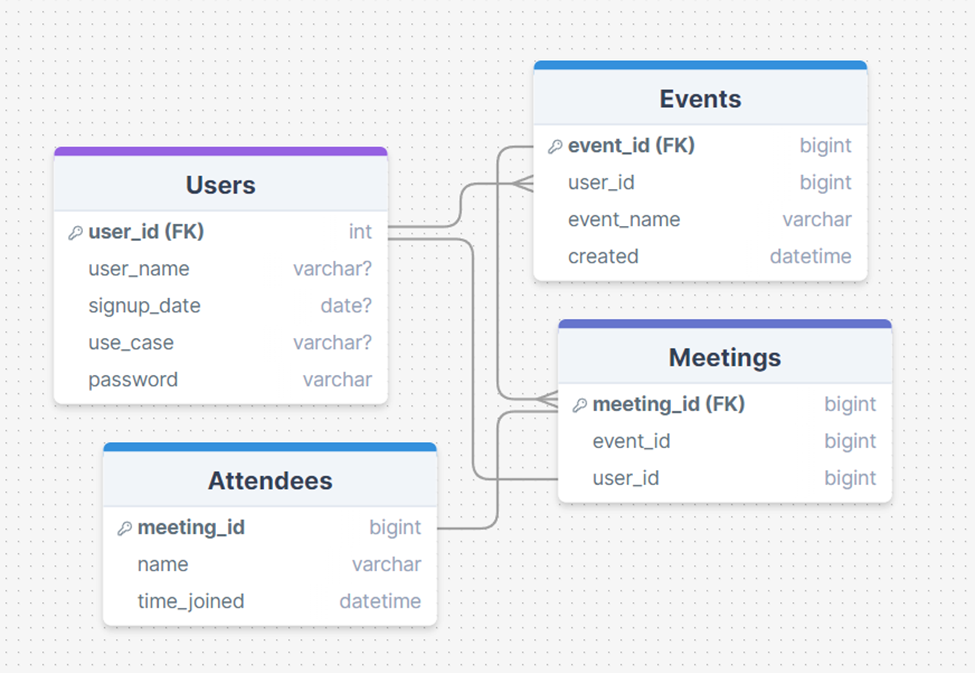 Users
user_id (FK) int
user_name varchar?
signup_date date?
use_case varchar?
password varchar
Events
event_id (FK) bigint
user_id bigint
event_name varchar
created datetime
Attendees
meeting_id bigint
name varchar
time_joined datetime
Meetings
meeting_id (FK) bigint
event_id bigint
user_id bigint